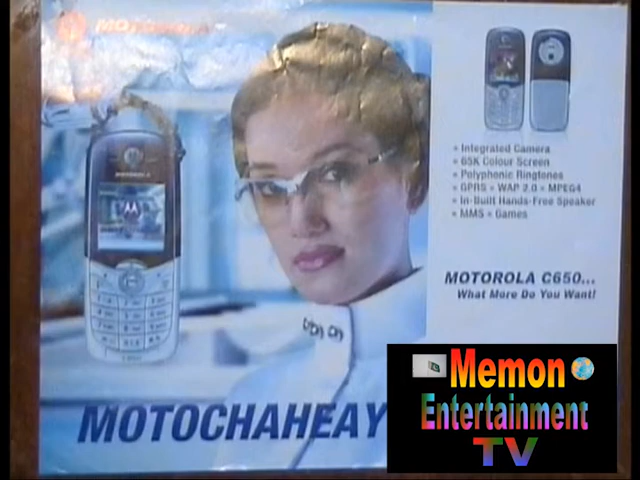 MOTOROLA
MOTOROLA
» Integrated Camera
» 65K Colour Screen
» Polyphonic Ringtones
» GPRS » WAP 2.0 » MPEG4
» In-Built Hands-Free Speaker
» MMS » Games
MOTOROLA C650...
What More Do You Want!
MOTOCHAHEAY
Memon
Entertainment
TV